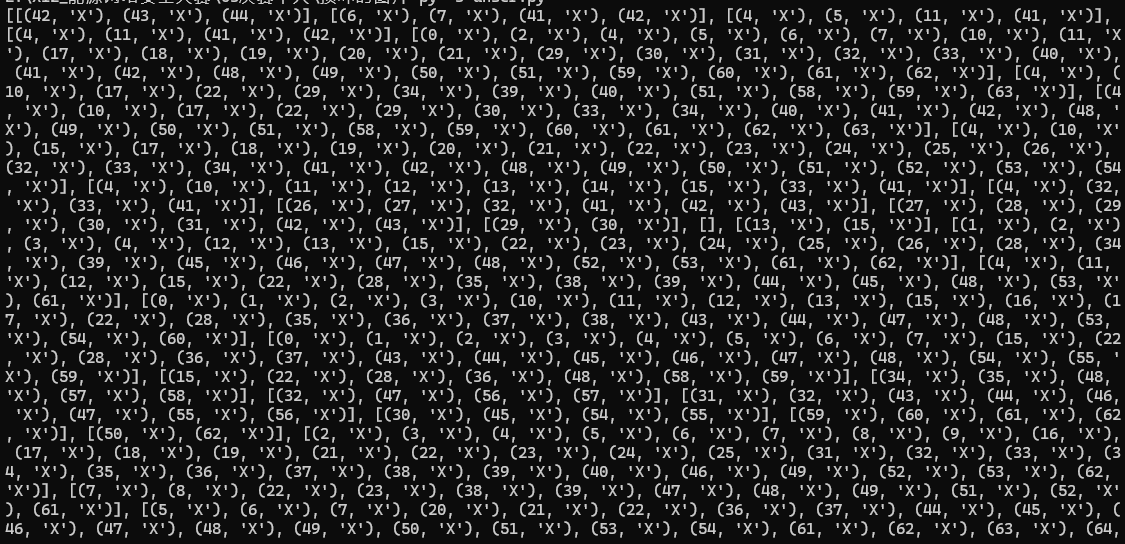 [[(42, 'X'), (43, 'X'), (44, 'X')], [(6, 'X'), (7, 'X'), (41, 'X'), (42, 'X')], [(4, 'X'), (5, 'X'), (11, 'X'), (41, 'X')],
[(4, 'X'), (11, 'X'), (41, 'X'), (42, 'X')], [(0, 'X'), (2, 'X'), (4, 'X'), (5, 'X'), (6, 'X'), (7, 'X'), (10, 'X'), (11, 'X
'), (17, 'X'), (18, 'X'), (19, 'X'), (20, 'X'), (21, 'X'), (29, 'X'), (30, 'X'), (31, 'X'), (32, 'X'), (33, 'X'), (40, 'X'),
(41, 'X'), (42, 'X'), (48, 'X'), (49, 'X'), (50, 'X'), (51, 'X'), (59, 'X'), (60, 'X'), (61, 'X'), (62, 'X')], [(4, 'X'), (
10, 'X'), (17, 'X'), (22, 'X'), (29, 'X'), (34, 'X'), (39, 'X'), (40, 'X'), (51, 'X'), (58, 'X'), (59, 'X'), (63, 'X')], [(4
, 'X'), (10, 'X'), (17, 'X'), (22, 'X'), (29, 'X'), (30, 'X'), (33, 'X'), (34, 'X'), (40, 'X'), (41, 'X'), (42, 'X'), (48, '
X'), (49, 'X'), (50, 'X'), (51, 'X'), (58, 'X'), (59, 'X'), (60, 'X'), (61, 'X'), (62, 'X'), (63, 'X')], [(4, 'X'), (10, 'X'
), (15, 'X'), (17, 'X'), (18, 'X'), (19, 'X'), (20, 'X'), (21, 'X'), (22, 'X'), (23, 'X'), (24, 'X'), (25, 'X'), (26, 'X'),
(32, 'X'), (33, 'X'), (34, 'X'), (41, 'X'), (42, 'X'), (48, 'X'), (49, 'X'), (50, 'X'), (51, 'X'), (52, 'X'), (53, 'X'), (54
, 'X')], [(4, 'X'), (10, 'X'), (11, 'X'), (12, 'X'), (13, 'X'), (14, 'X'), (15, 'X'), (33, 'X'), (41, 'X')], [(4, 'X'), (32,
'X'), (33, 'X'), (41, 'X')], [(26, 'X'), (27, 'X'), (32, 'X'), (41, 'X'), (42, 'X'), (43, 'X')], [(27, 'X'), (28, 'X'), (29
, 'X'), (30, 'X'), (31, 'X'), (42, 'X'), (43, 'X')], [(29, 'X'), (30, 'X')], [], [(13, 'X'), (15, 'X')], [(1, 'X'), (2, 'X')
, (3, 'X'), (4, 'X'), (12, 'X'), (13, 'X'), (15, 'X'), (22, 'X'), (23, 'X'), (24, 'X'), (25, 'X'), (26, 'X'), (28, 'X'), (34
, 'X'), (39, 'X'), (45, 'X'), (46, 'X'), (47, 'X'), (48, 'X'), (52, 'X'), (53, 'X'), (61, 'X'), (62, 'X')], [(4, 'X'), (11,
'X'), (12, 'X'), (15, 'X'), (22, 'X'), (28, 'X'), (35, 'X'), (38, 'X'), (39, 'X'), (44, 'X'), (45, 'X'), (48, 'X'), (53, 'X'
), (61, 'X')], [(0, 'X'), (1, 'X'), (2, 'X'), (3, 'X'), (10, 'X'), (11, 'X'), (12, 'X'), (13, 'X'), (15, 'X'), (16, 'X'), (1
7, 'X'), (22, 'X'), (28, 'X'), (35, 'X'), (36, 'X'), (37, 'X'), (38, 'X'), (43, 'X'), (44, 'X'), (47, 'X'), (48, 'X'), (53,
'X'), (54, 'X'), (60, 'X')], [(0, 'X'), (1, 'X'), (2, 'X'), (3, 'X'), (4, 'X'), (5, 'X'), (6, 'X'), (7, 'X'), (15, 'X'), (22
, 'X'), (28, 'X'), (36, 'X'), (37, 'X'), (43, 'X'), (44, 'X'), (45, 'X'), (46, 'X'), (47, 'X'), (48, 'X'), (54, 'X'), (55, '
X'), (59, 'X')], [(15, 'X'), (22, 'X'), (28, 'X'), (36, 'X'), (48, 'X'), (58, 'X'), (59, 'X')], [(34, 'X'), (35, 'X'), (48,
'X'), (57, 'X'), (58, 'X')], [(32, 'X'), (47, 'X'), (56, 'X'), (57, 'X')], [(31, 'X'), (32, 'X'), (43, 'X'), (44, 'X'), (46,
'X'), (47, 'X'), (55, 'X'), (56, 'X')], [(30, 'X'), (45, 'X'), (54, 'X'), (55, 'X')], [(59, 'X'), (60, 'X'), (61, 'X'), (62
, 'X')], [(50, 'X'), (62, 'X')], [(2, 'X'), (3, 'X'), (4, 'X'), (5, 'X'), (6, 'X'), (7, 'X'), (8, 'X'), (9, 'X'), (16, 'X'),
(17, 'X'), (18, 'X'), (19, 'X'), (21, 'X'), (22, 'X'), (23, 'X'), (24, 'X'), (25, 'X'), (31, 'X'), (32, 'X'), (33, 'X'), (3
4, 'X'), (35, 'X'), (36, 'X'), (37, 'X'), (38, 'X'), (39, 'X'), (40, 'X'), (46, 'X'), (49, 'X'), (52, 'X'), (53, 'X'), (62,
'X')], [(7, 'X'), (8, 'X'), (22, 'X'), (23, 'X'), (38, 'X'), (39, 'X'), (47, 'X'), (48, 'X'), (49, 'X'), (51, 'X'), (52, 'X'
), (61, 'X')], [(5, 'X'), (6, 'X'), (7, 'X'), (20, 'X'), (21, 'X'), (22, 'X'), (36, 'X'), (37, 'X'), (44, 'X'), (45, 'X'), (
46, 'X'), (47, 'X'), (48, 'X'), (49, 'X'), (50, 'X'), (51, 'X'), (53, 'X'), (54, 'X'), (61, 'X'), (62, 'X'), (63, 'X'), (64,